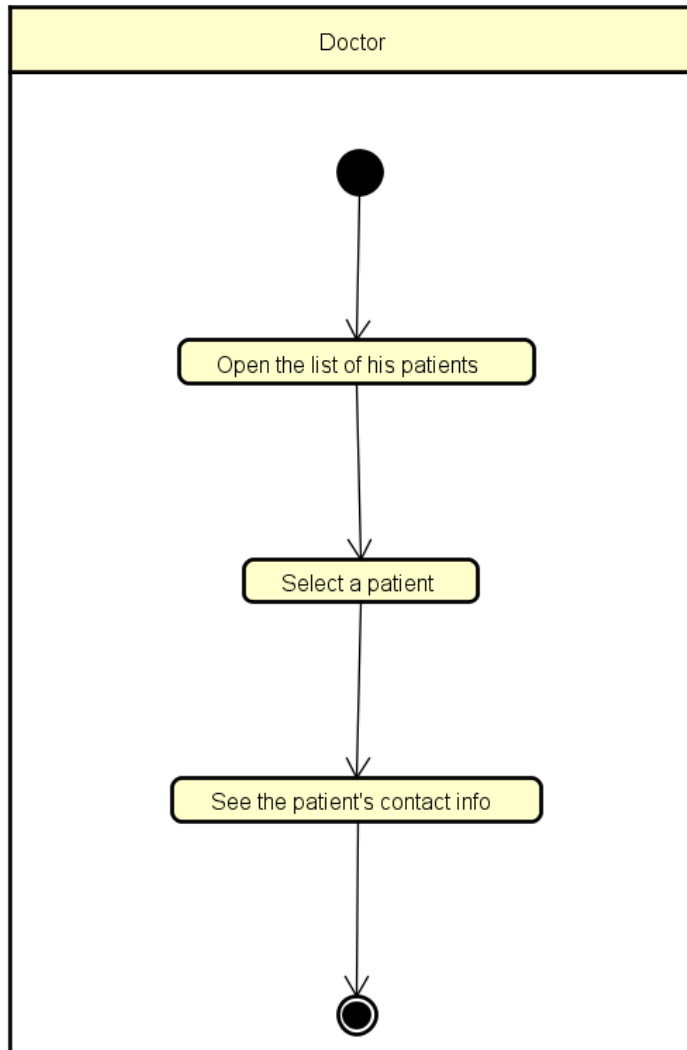 Doctor
Open the list of his patients
Select a patient
See the patient's contact info